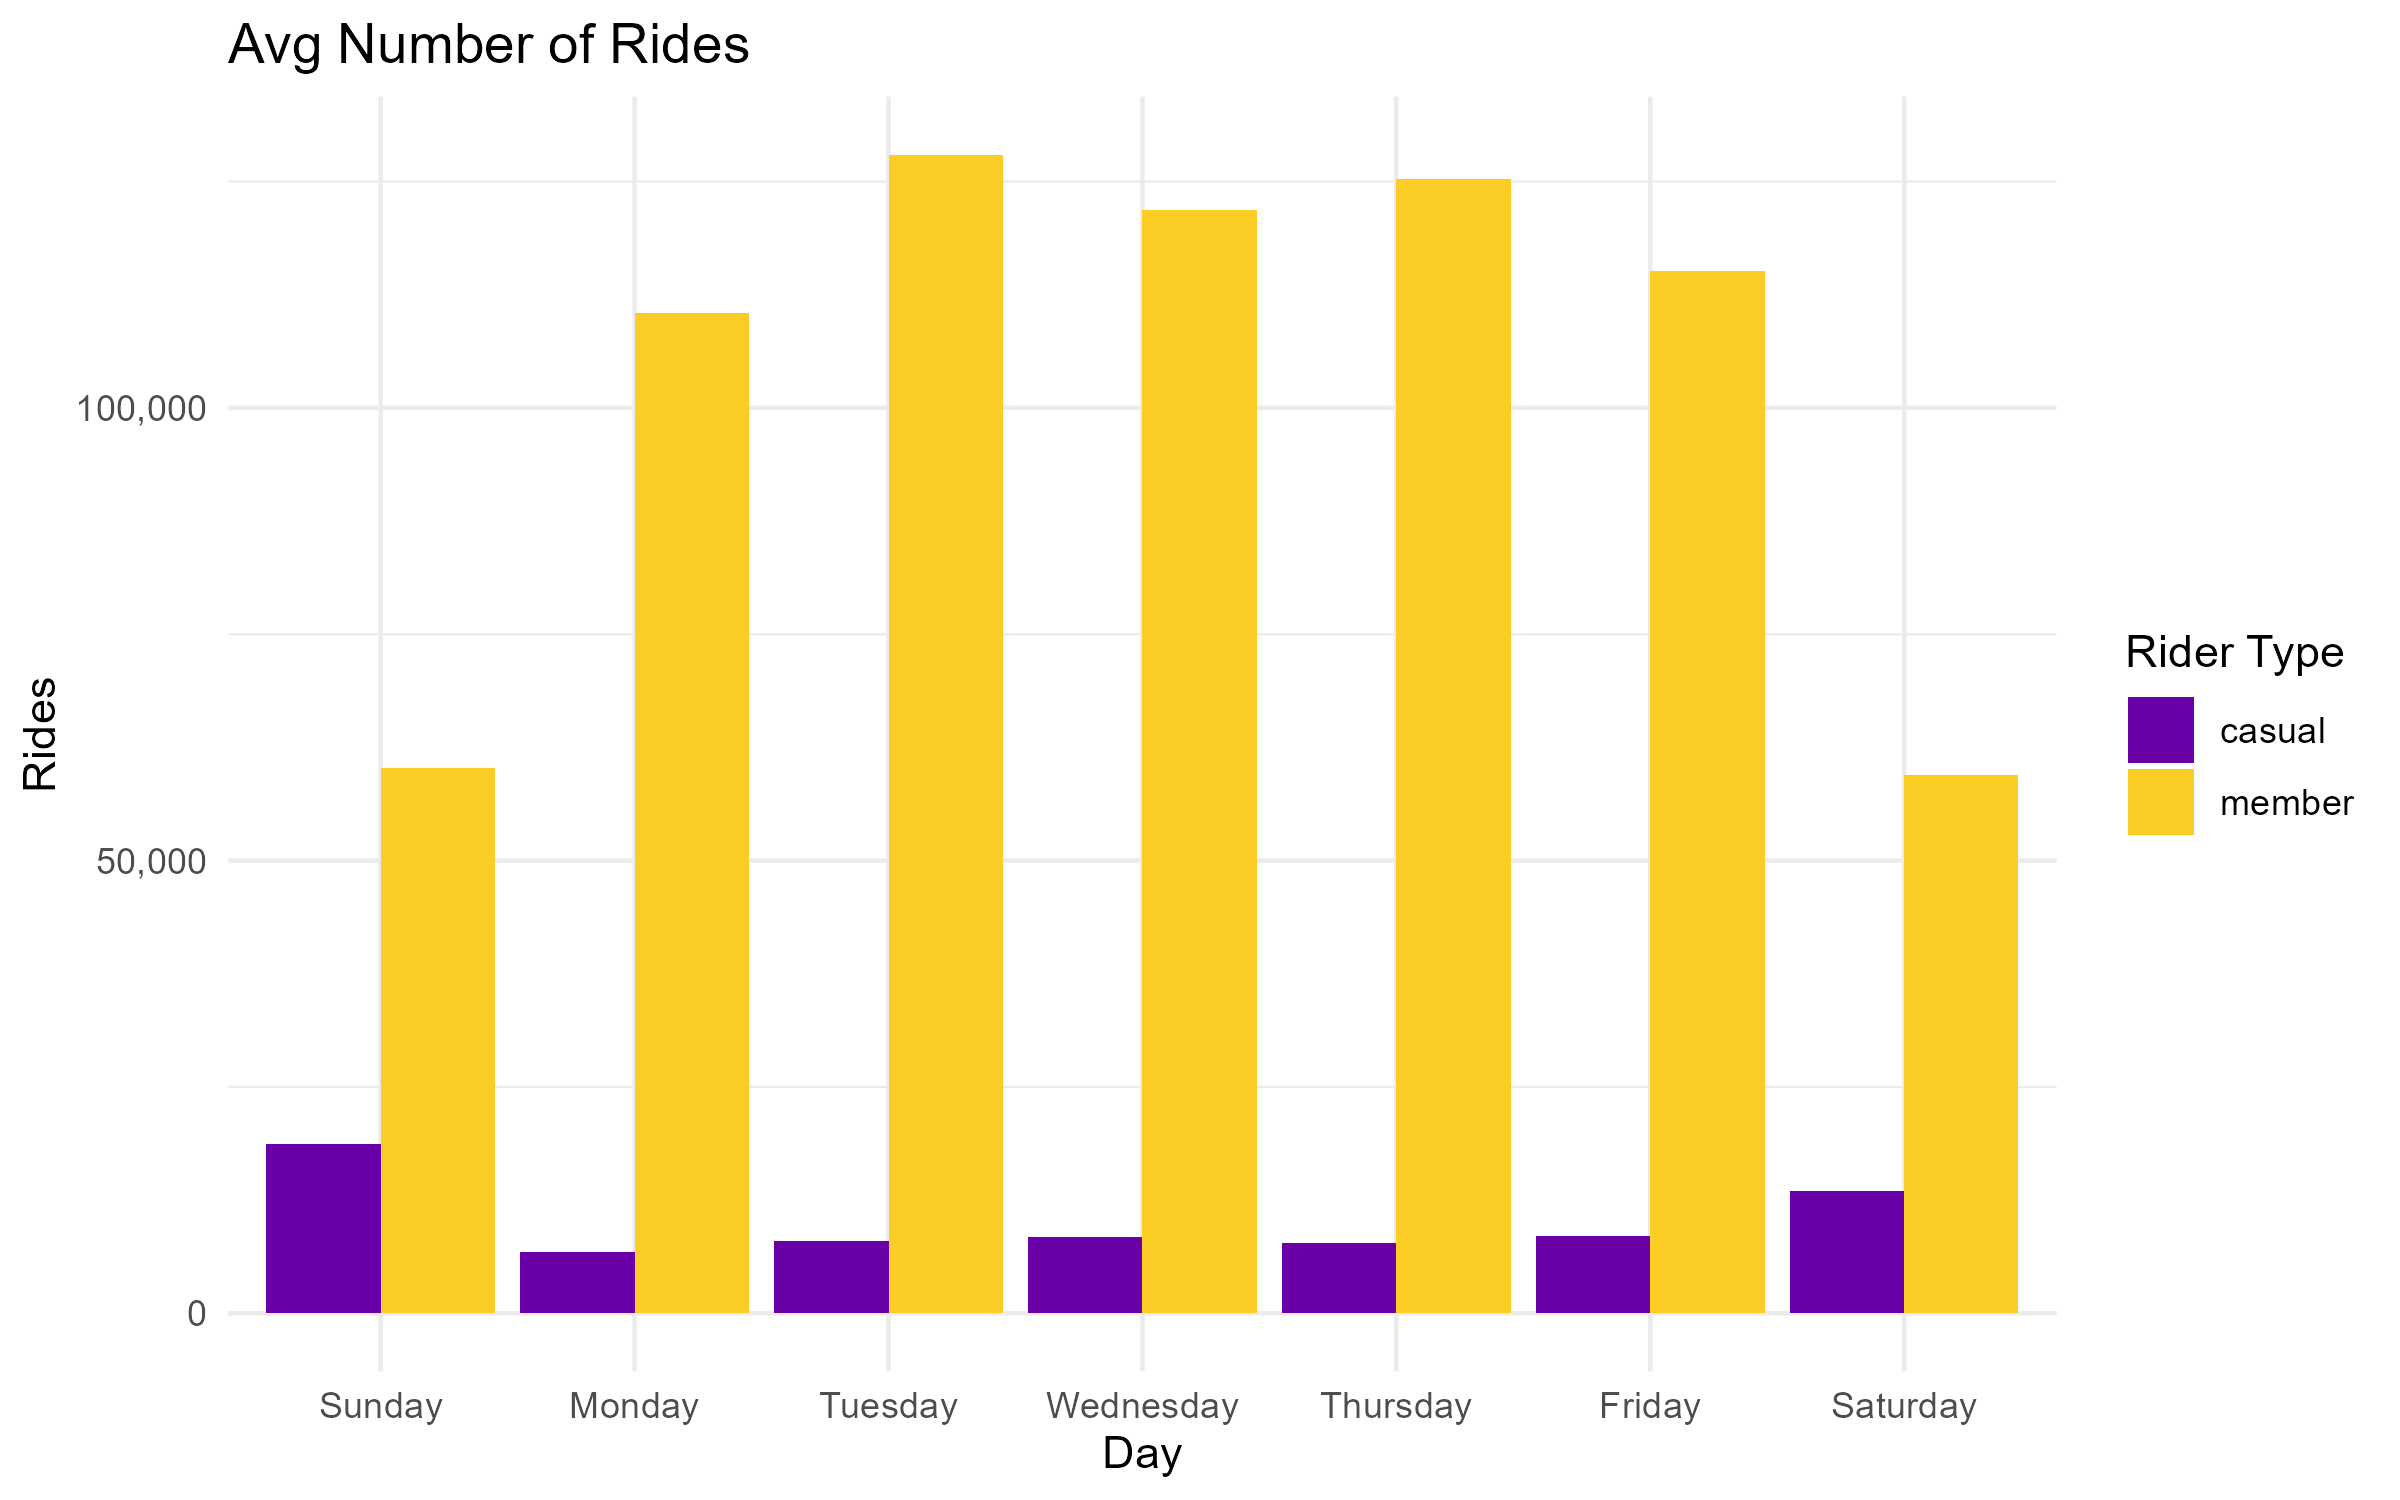 Avg Number of Rides
Rides
100,000
50,000
0
Sunday Monday Tuesday Wednesday Thursday Friday Saturday
Day
Rider Type
casual
member